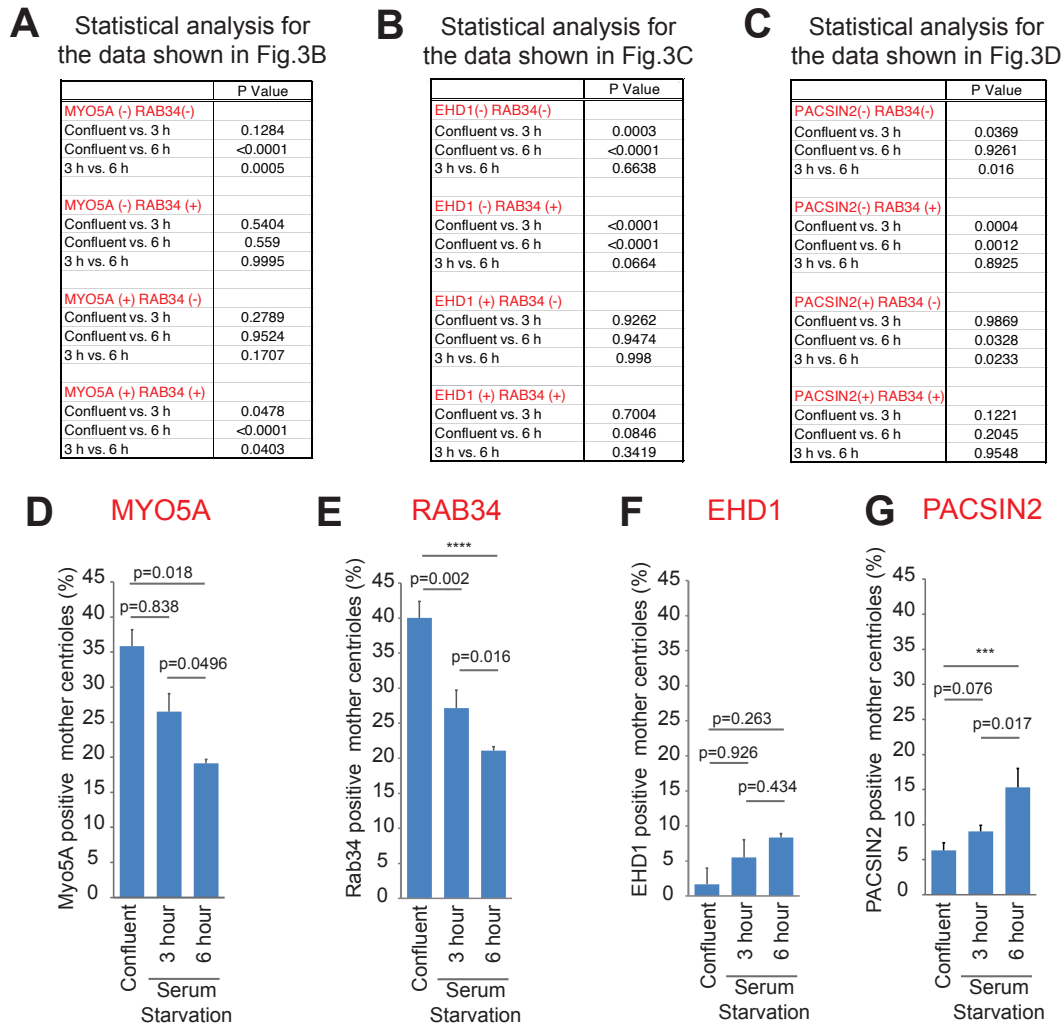 A Statistical analysis for
the data shown in Fig.3B
P Value
MYO5A (-) RAB34(-)
Confluent vs. 3 h 0.1284
Confluent vs. 6 h <0.0001
3 h vs. 6 h 0.0005
MYO5A (-) RAB34 (+)
Confluent vs. 3 h 0.5404
Confluent vs. 6 h 0.559
3 h vs. 6 h 0.9995
MYO5A (+) RAB34 (-)
Confluent vs. 3 h 0.2789
Confluent vs. 6 h 0.9524
3 h vs. 6 h 0.1707
MYO5A (+) RAB34 (+)
Confluent vs. 3 h 0.0478
Confluent vs. 6 h <0.0001
3 h vs. 6 h 0.0403
B Statistical analysis for
the data shown in Fig.3C
P Value
EHD1(-) RAB34(-)
Confluent vs. 3 h 0.0003
Confluent vs. 6 h <0.0001
3 h vs. 6 h 0.6638
EHD1 (-) RAB34 (+)
Confluent vs. 3 h <0.0001
Confluent vs. 6 h <0.0001
3 h vs. 6 h 0.0664
EHD1 (+) RAB34 (-)
Confluent vs. 3 h 0.9262
Confluent vs. 6 h 0.9474
3 h vs. 6 h 0.998
EHD1 (+) RAB34 (+)
Confluent vs. 3 h 0.7004
Confluent vs. 6 h 0.0846
3 h vs. 6 h 0.3419
C Statistical analysis for
the data shown in Fig.3D
P Value
PACSIN2(-) RAB34(-)
Confluent vs. 3 h 0.0369
Confluent vs. 6 h 0.9261
3 h vs. 6 h 0.016
PACSIN2(-) RAB34 (+)
Confluent vs. 3 h 0.0004
Confluent vs. 6 h 0.0012
3 h vs. 6 h 0.8925
PACSIN2(+) RAB34 (-)
Confluent vs. 3 h 0.9869
Confluent vs. 6 h 0.0328
3 h vs. 6 h 0.0233
PACSIN2(+) RAB34 (+)
Confluent vs. 3 h 0.1221
Confluent vs. 6 h 0.2045
3 h vs. 6 h 0.9548
D MYO5A
Myo5A positive mother centrioles (%)
45
40
35
30
25
20
15
10
5
0
p=0.018
p=0.838
p=0.0496
Confluent
3 hour
6 hour
Serum
Starvation
E RAB34
Rab34 positive mother centrioles (%)
45
40
35
30
25
20
15
10
5
0
****
p=0.002
p=0.016
Confluent
3 hour
6 hour
Serum
Starvation
F EHD1
EHD1 positive mother centrioles (%)
45
40
35
30
25
20
15
10
5
0
p=0.263
p=0.926
p=0.434
Confluent
3 hour
6 hour
Serum
Starvation
G PACSIN2
PACSIN2 positive mother centrioles (%)
45
40
35
30
25
20
15
10
5
0
***
p=0.076
p=0.017
Confluent
3 hour
6 hour
Serum
Starvation